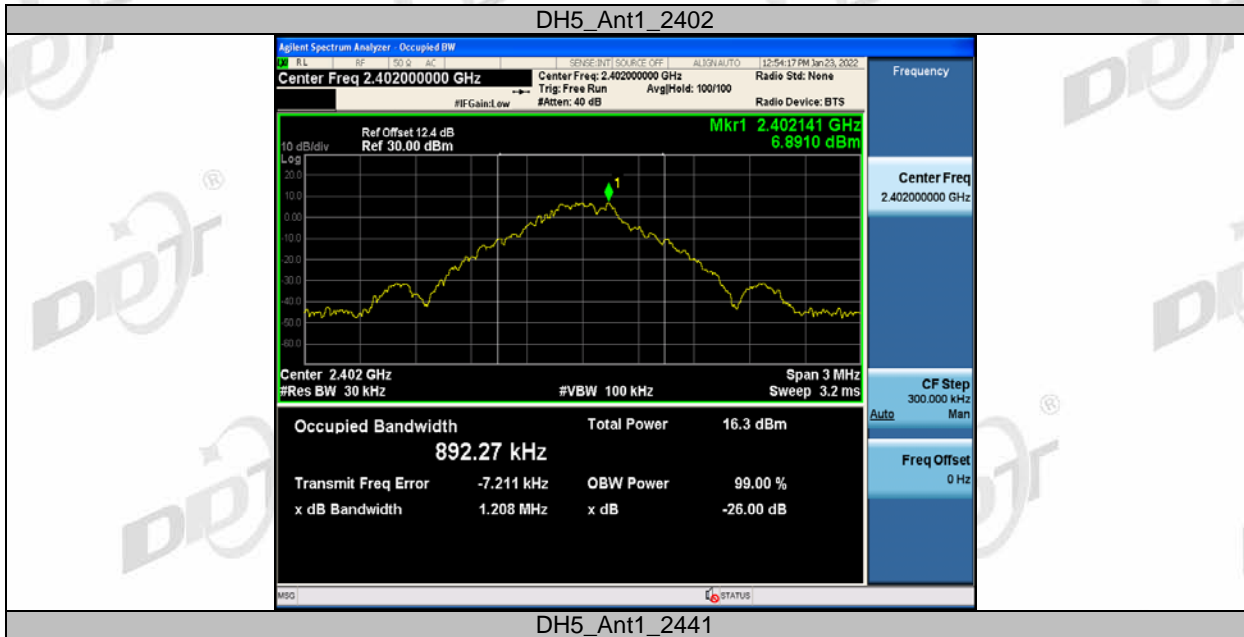 DH5_Ant1_2402
Agilent Spectrum Analyzer - Occupied BW
RL RF 50 Ω AC SENSE:INT SOURCE OFF ALIGN AUTO 12:54:17 PM Jan 23, 2022
Center Freq 2.402000000 GHz
#IFGain:Low
Center Freq: 2.402000000 GHz
Trig: Free Run Avg|Hold: 100/100
#Atten: 40 dB
Radio Std: None
Radio Device: BTS
Frequency
Mkr1 2.402141 GHz
6.8910 dBm
Ref Offset 12.4 dB
10 dB/div Ref 30.00 dBm
Log
20.0
10.0
0.00
-10.0
-20.0
-30.0
-40.0
-50.0
-60.0
1
Center 2.402 GHz Span 3 MHz
#Res BW 30 kHz #VBW 100 kHz Sweep 3.2 ms
Center Freq
2.402000000 GHz
CF Step
300.000 kHz
Auto Man
Freq Offset
0 Hz
Occupied Bandwidth Total Power 16.3 dBm
892.27 kHz
Transmit Freq Error -7.211 kHz OBW Power 99.00 %
x dB Bandwidth 1.208 MHz x dB -26.00 dB
MSG STATUS
DH5_Ant1_2441
DDT
®